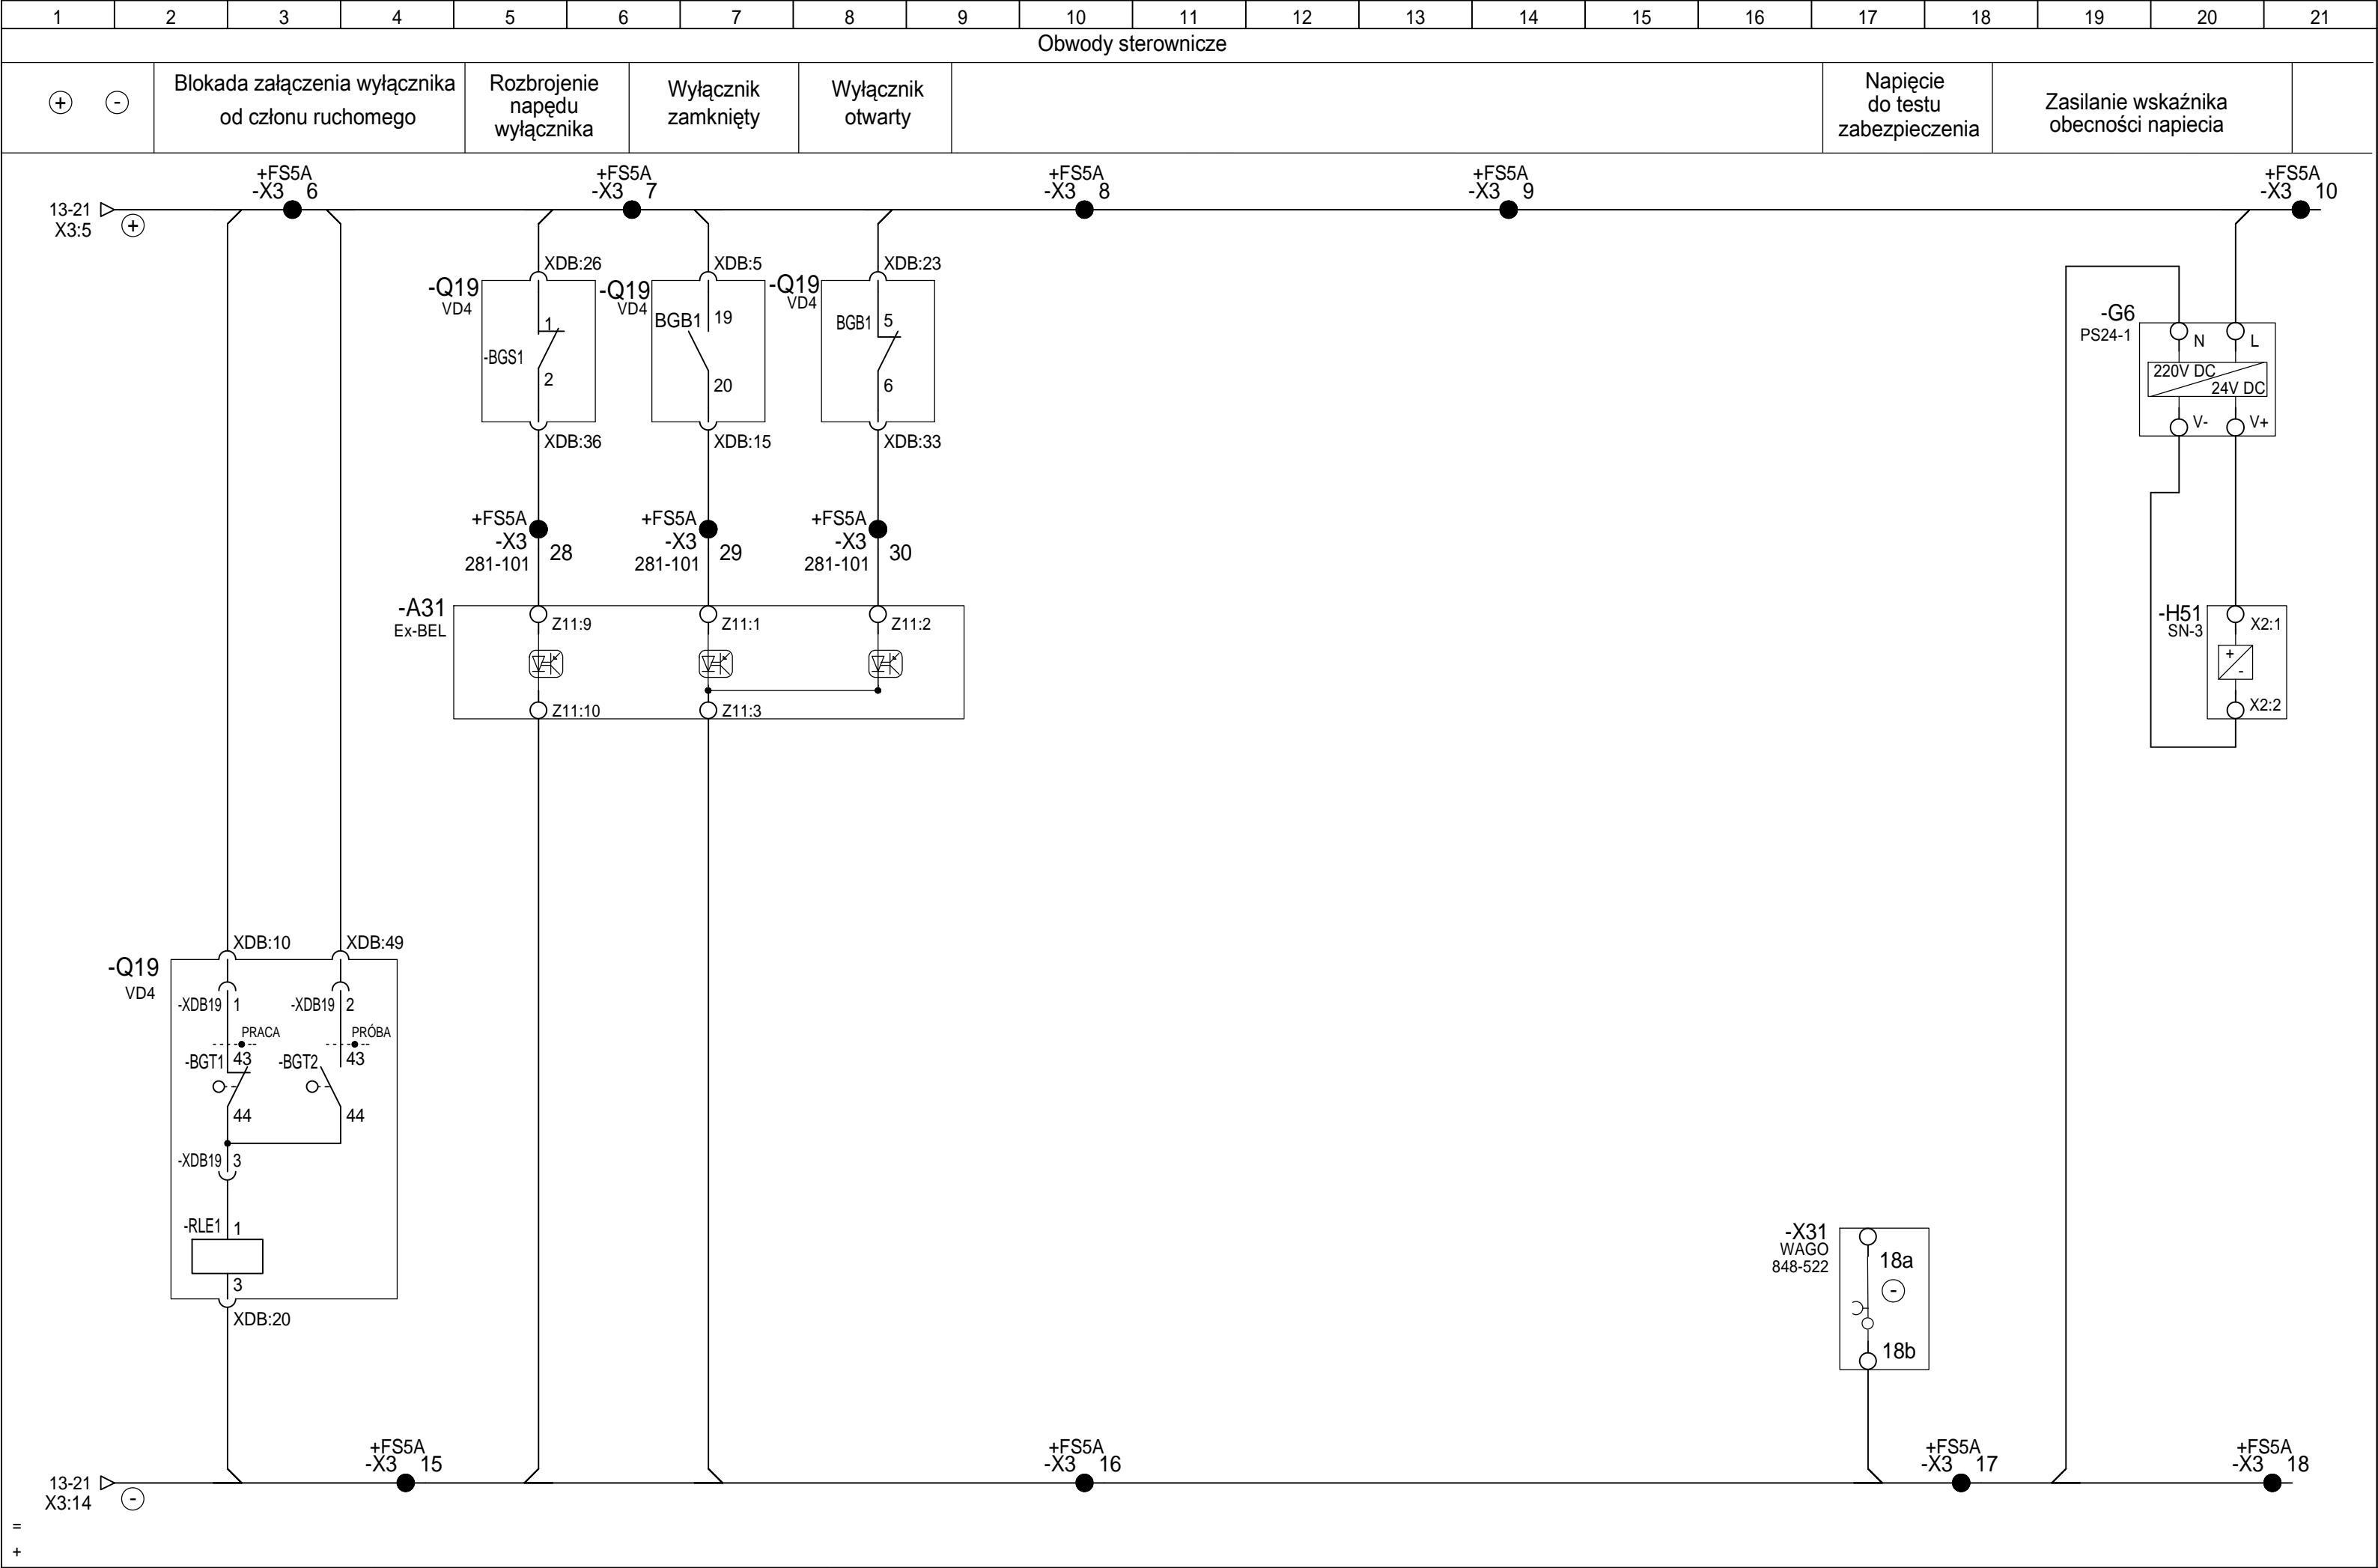 1 2 3 4 5 6 7 8 9 10 11 12 13 14 15 16 17 18 19 20 21
Obwody sterownicze
+ -
Blokada załączenia wyłącznika
od członu ruchomego
Rozbrojenie
napędu
wyłącznika
Wyłącznik
zamknięty
Wyłącznik
otwarty
Napięcie
do testu
zabezpieczenia
Zasilanie wskaźnika
obecności napiecia
13-21
X3:5
+
+FS5A
-X3 6
+FS5A
-X3 7
+FS5A
-X3 8
+FS5A
-X3 9
+FS5A
-X3 10
XDB:26
-Q19
VD4
1
-BGS1
2
XDB:36
XDB:5
-Q19
VD4
BGB1 19
20
XDB:15
XDB:23
-Q19
VD4
BGB1 5
6
XDB:33
-G6
PS24-1
N L
220V DC
24V DC
V- V+
+FS5A
-X3
281-101
28
+FS5A
-X3
281-101
29
+FS5A
-X3
281-101
30
-A31
Ex-BEL
Z11:9
Z11:1
Z11:2
Z11:10
Z11:3
-H51
SN-3
X2:1
+
-
X2:2
XDB:10
XDB:49
-Q19
VD4
-XDB19 1
-XDB19 2
PRACA
PRÓBA
-BGT1 43
-BGT2 43
44
44
-XDB19 3
-RLE1 1
3
XDB:20
-X31
WAGO
848-522
18a
-
18b
13-21
X3:14
-
+FS5A
-X3 15
+FS5A
-X3 16
+FS5A
-X3 17
+FS5A
-X3 18
=
+